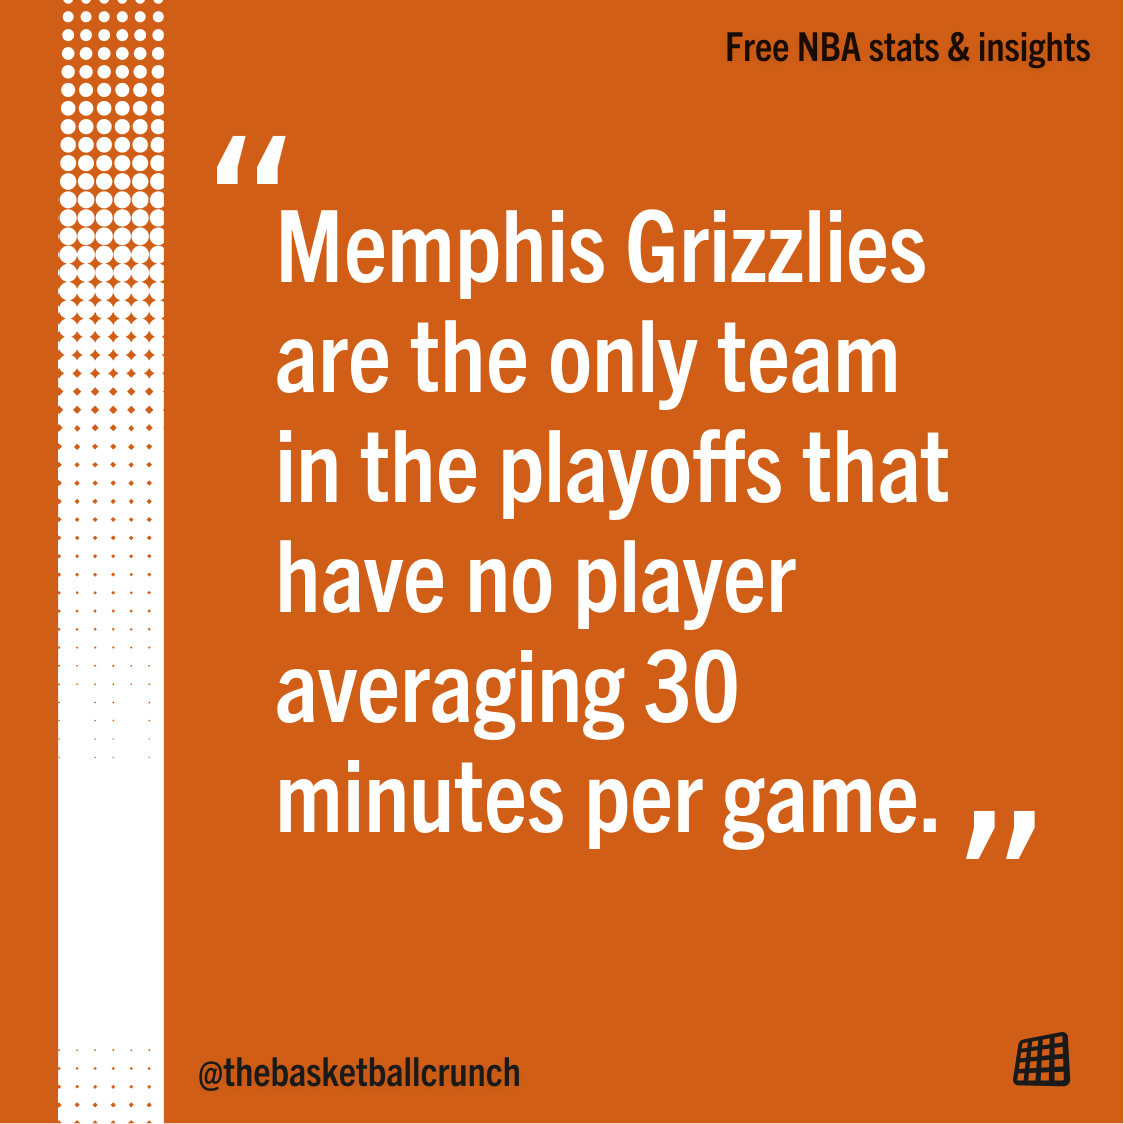 Free NBA stats & insights
“
Memphis Grizzlies
are the only team
in the playoffs that
have no player
averaging 30
minutes per game. ”
@thebasketballcrunch